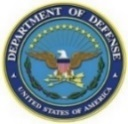 DEPARTMENT OF DEFENSE
UNITED STATES OF AMERICA